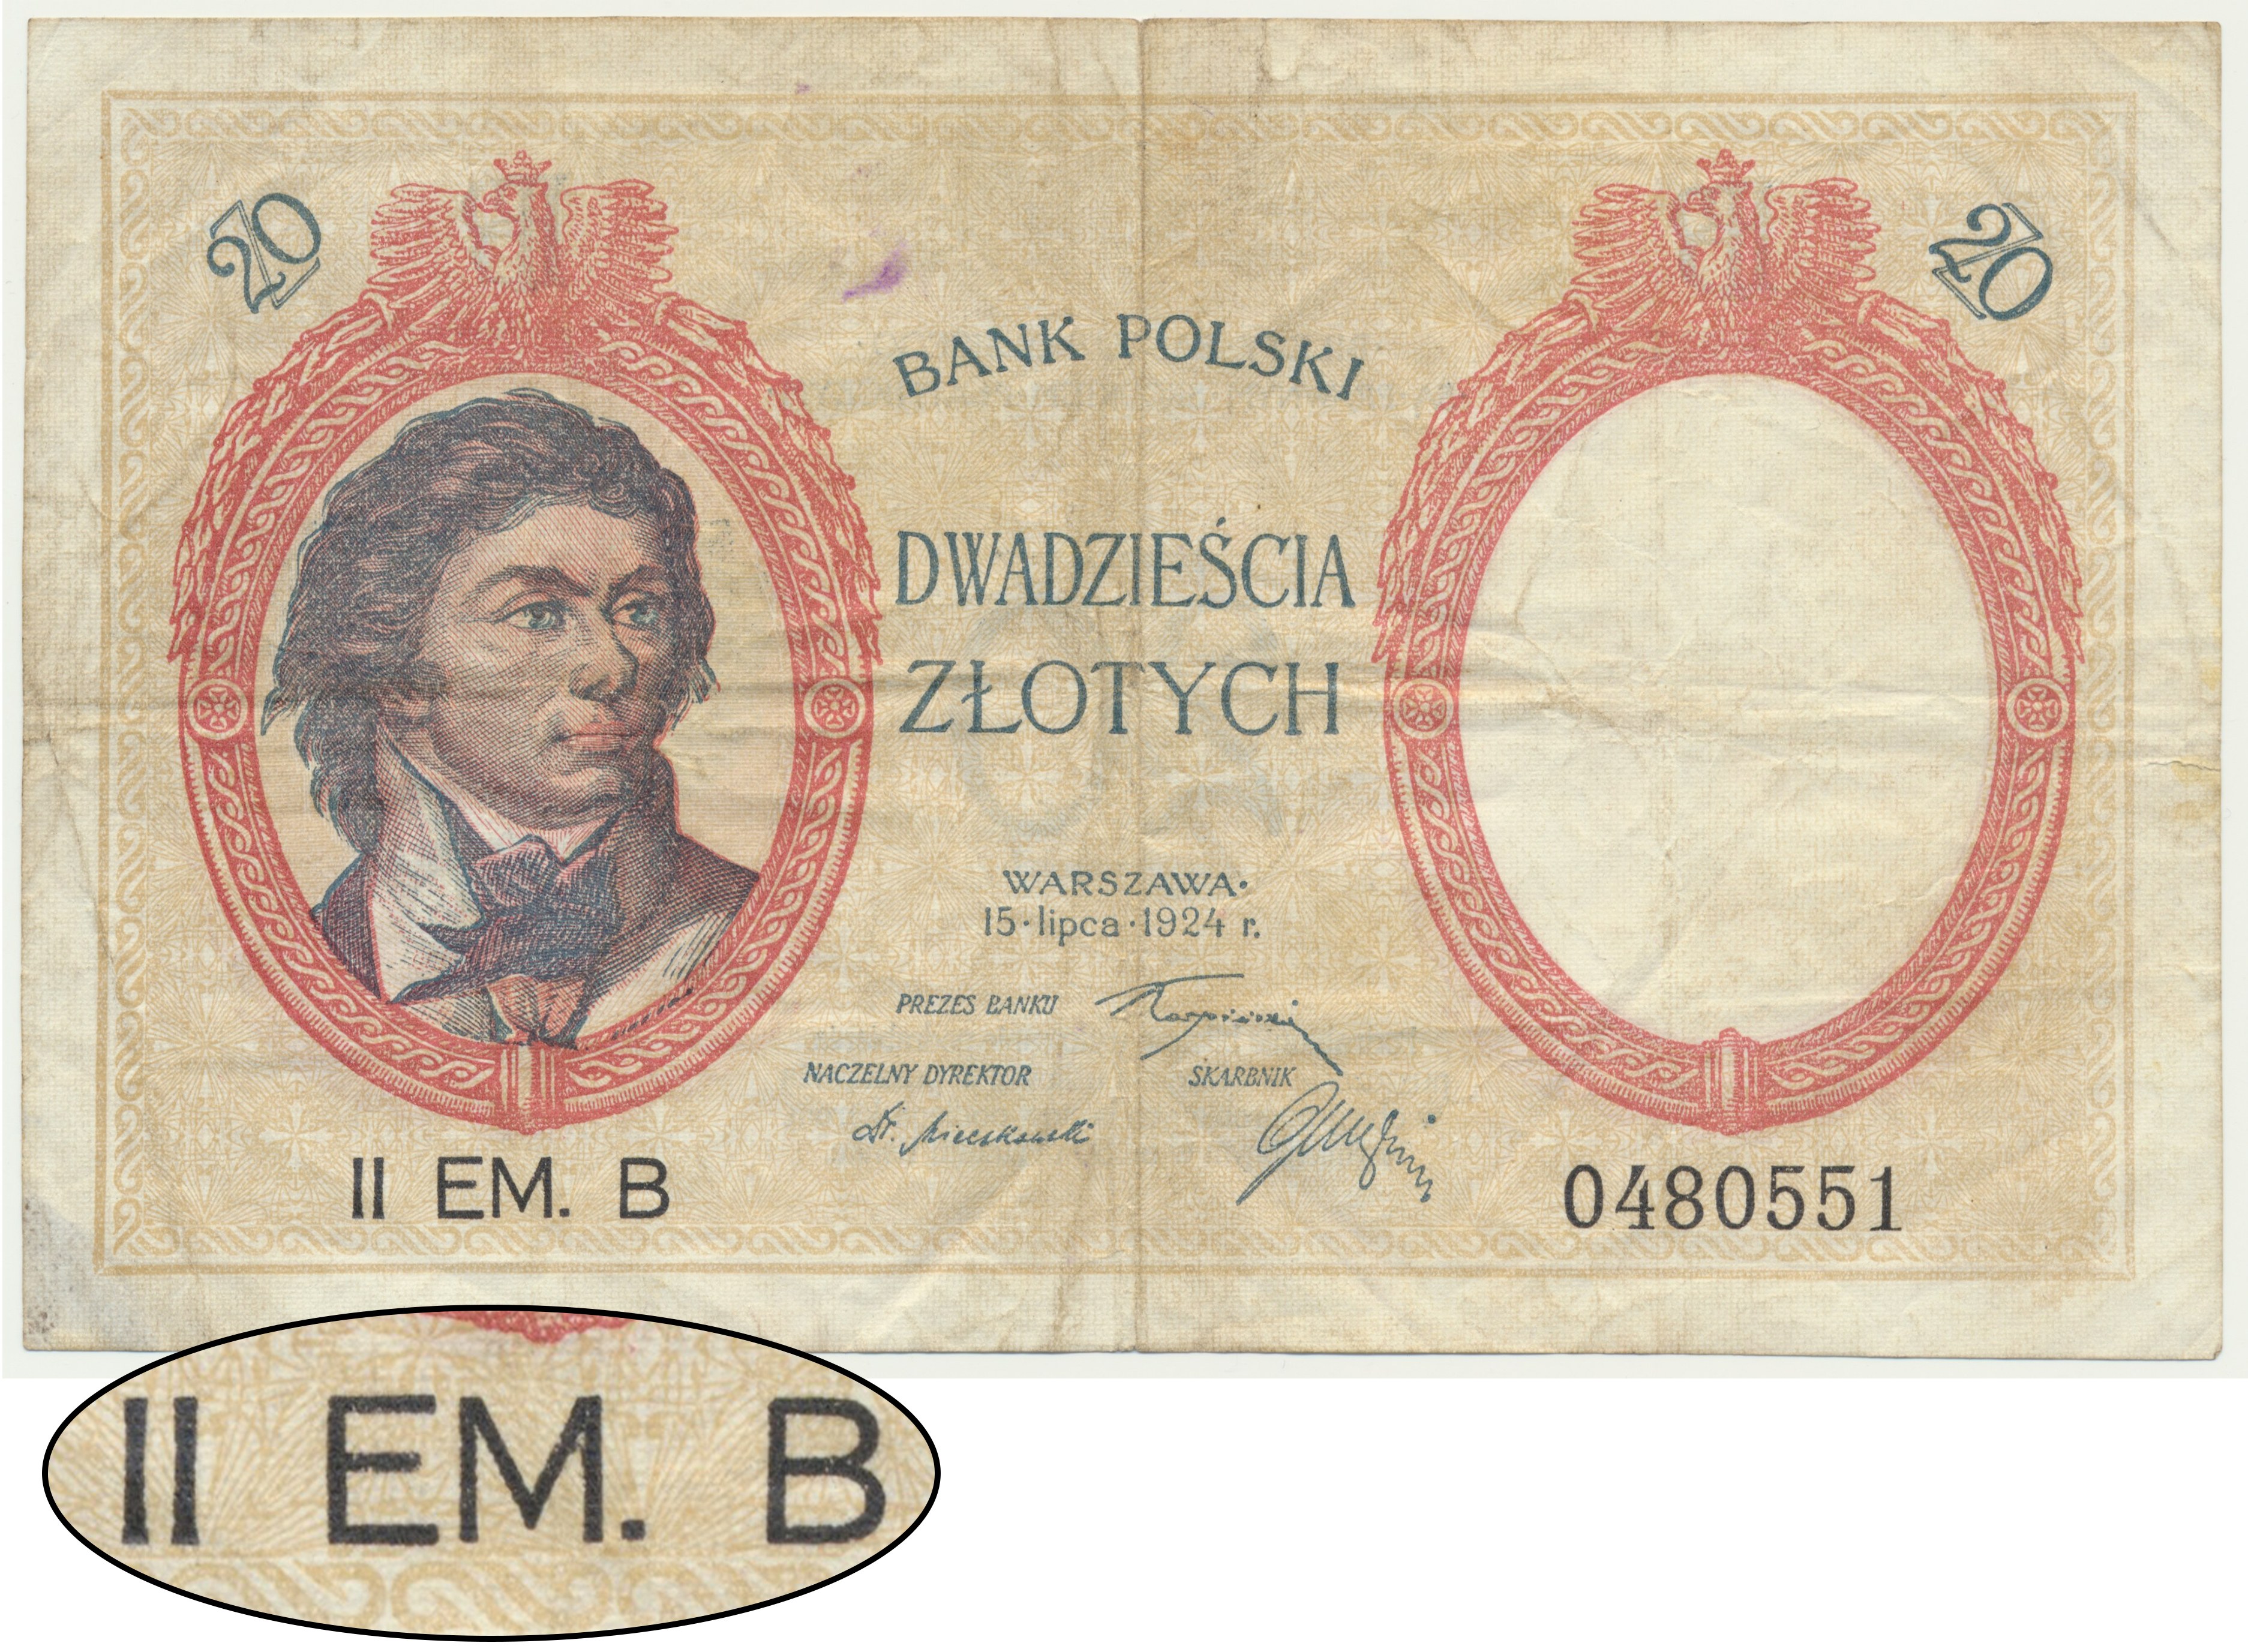 20
20
BANK POLSKI
DWADZIEŚCIA
ZŁOTYCH
WARSZAWA·
15·lipca·1924 r.
PREZES BANKU
NACZELNY DYREKTOR
SKARBNIK
Dr.
II EM. B
0480551
II EM. B